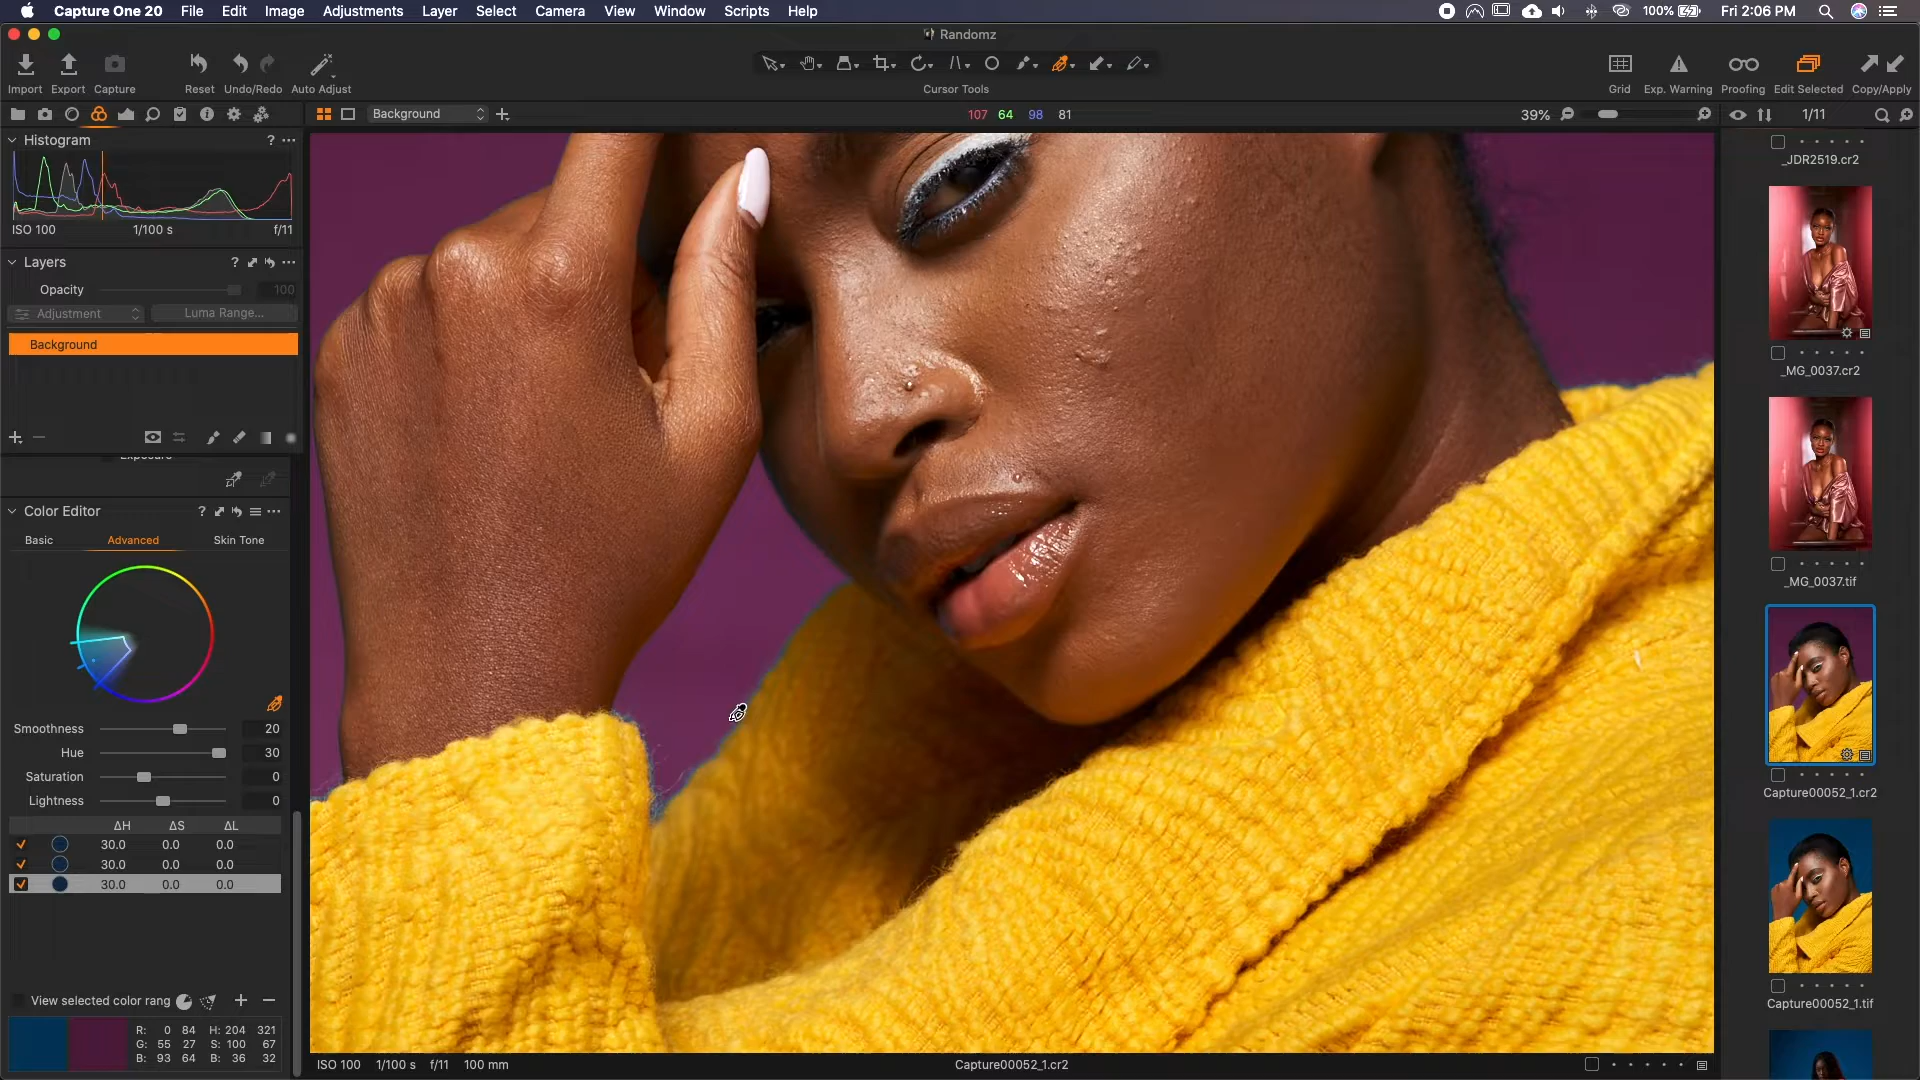 Capture One 20 File Edit Image Adjustments Layer Select Camera View Window Scripts Help 100% Fri 2:06 PM
Randomz
Import Export Capture Reset Undo/Redo Auto Adjust Cursor Tools Grid Exp. Warning Proofing Edit Selected Copy/Apply
Background 107 64 98 81 39% 1/11
Histogram ?
ISO 100 1/100 s f/11
Layers ?
Opacity 100
Adjustment Luma Range...
Background
Exposure
Color Editor ?
Basic Advanced Skin Tone
Smoothness 20
Hue 30
Saturation 0
Lightness 0
ΔH ΔS ΔL
30.0 0.0 0.0
30.0 0.0 0.0
30.0 0.0 0.0
View selected color rang
R: 0 84 H: 204 321
G: 55 27 S: 100 67
B: 93 64 B: 36 32
ISO 100 1/100 s f/11 100 mm Capture00052_1.cr2
_JDR2519.cr2
_MG_0037.cr2
_MG_0037.tif
Capture00052_1.cr2
Capture00052_1.tif